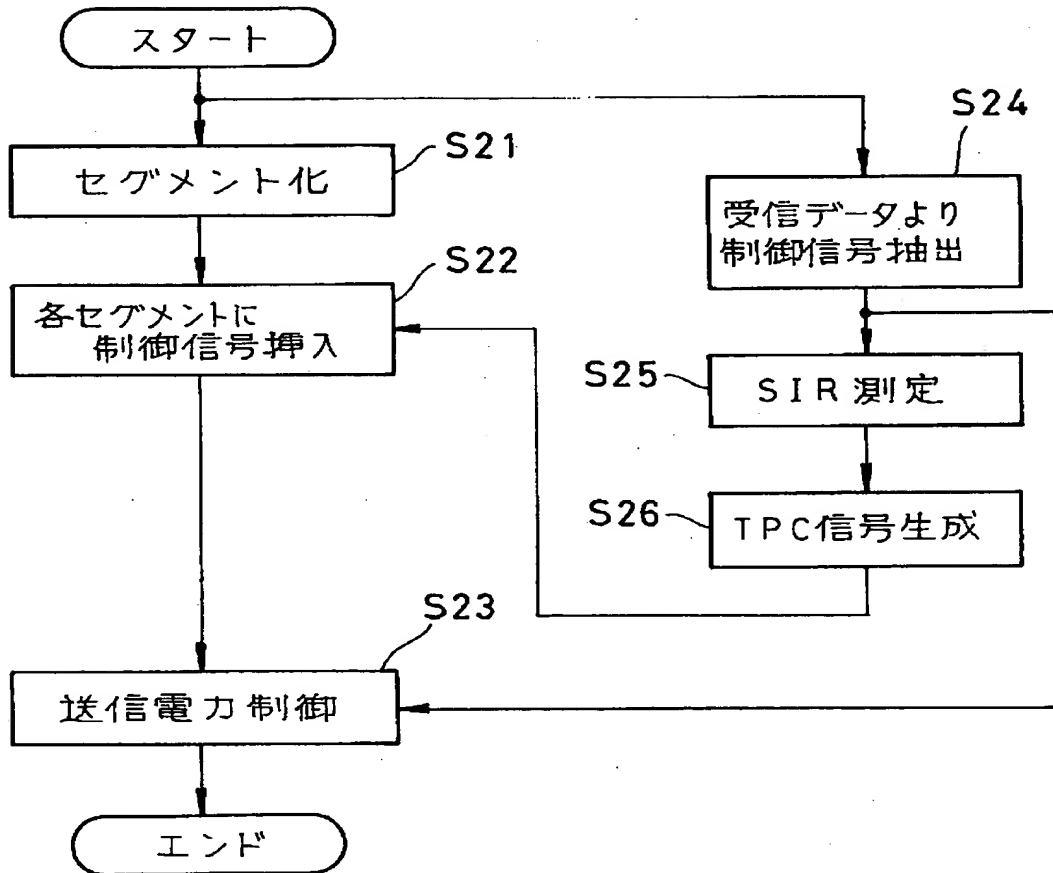 スタート
S21
セグメント化
S22
各セグメントに
制御信号挿入
S23
送信電力制御
エンド
S24
受信データより
制御信号抽出
S25
SIR測定
S26
TPC信号生成